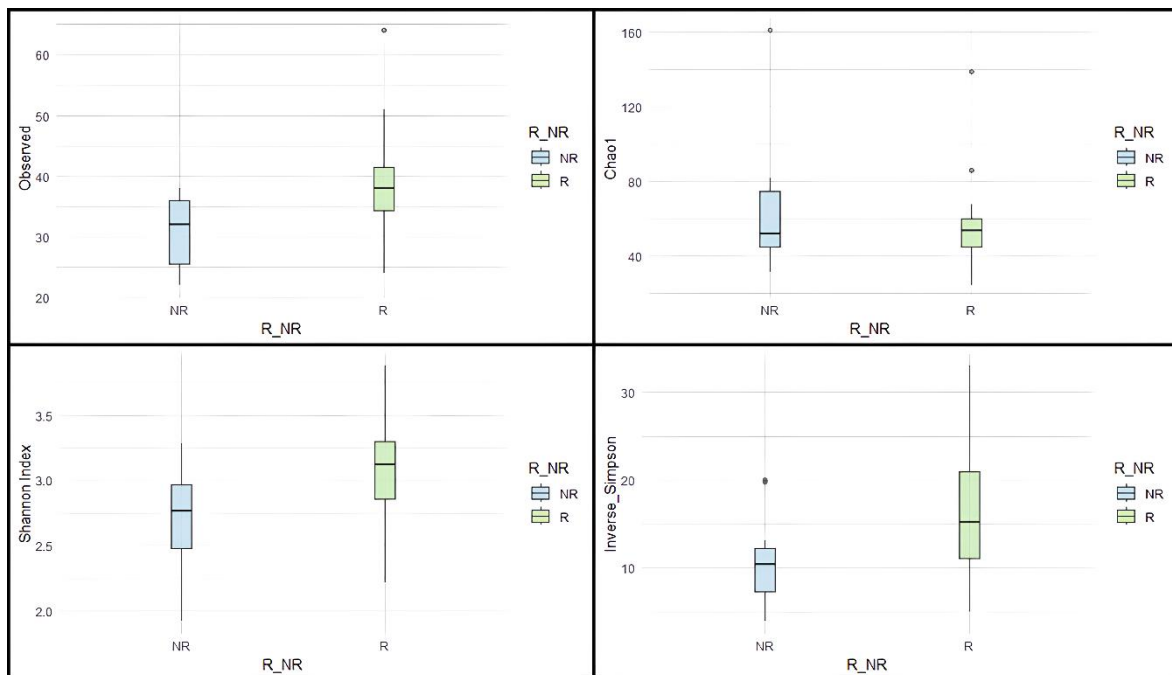 Observed
60
50
40
30
20
NR
R
R_NR
R_NR
NR
R
Chao1
160
120
80
40
NR
R
R_NR
R_NR
NR
R
Shannon Index
3.5
3.0
2.5
2.0
NR
R
R_NR
R_NR
NR
R
Inverse_Simpson
30
20
10
NR
R
R_NR
R_NR
NR
R